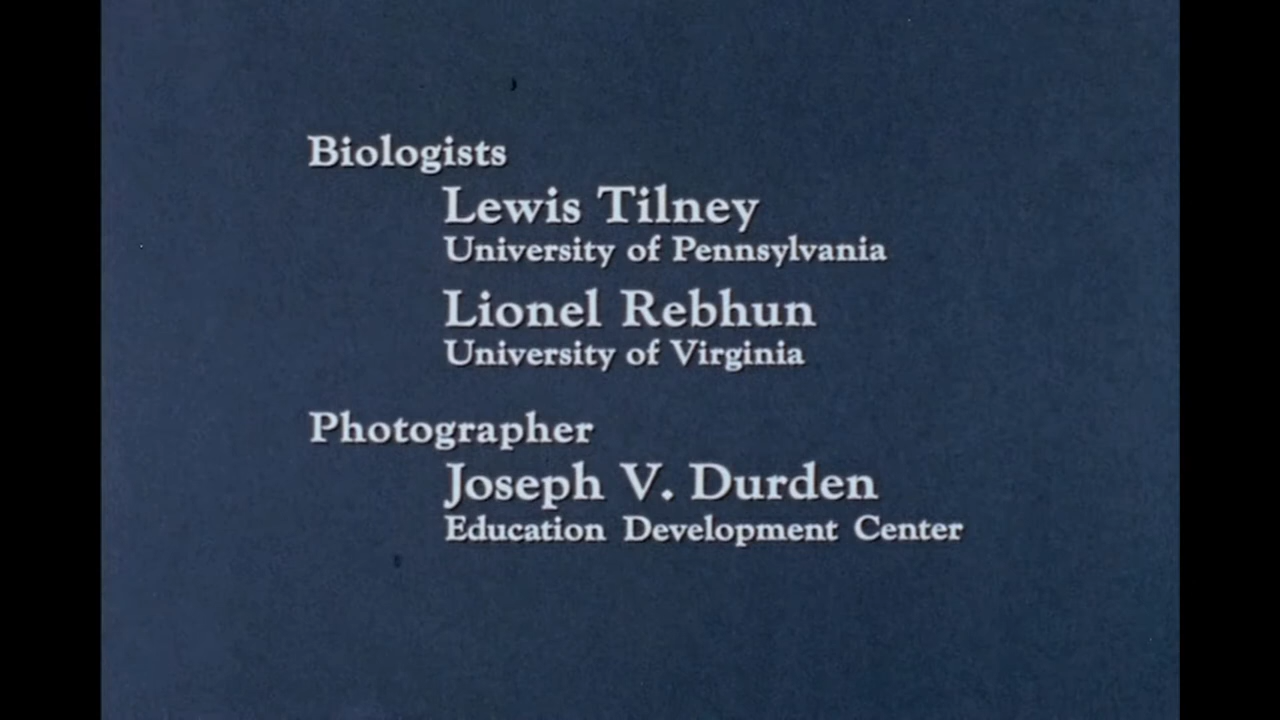 Biologists
Lewis Tilney
University of Pennsylvania
Lionel Rebhun
University of Virginia
Photographer
Joseph V. Durden
Education Development Center